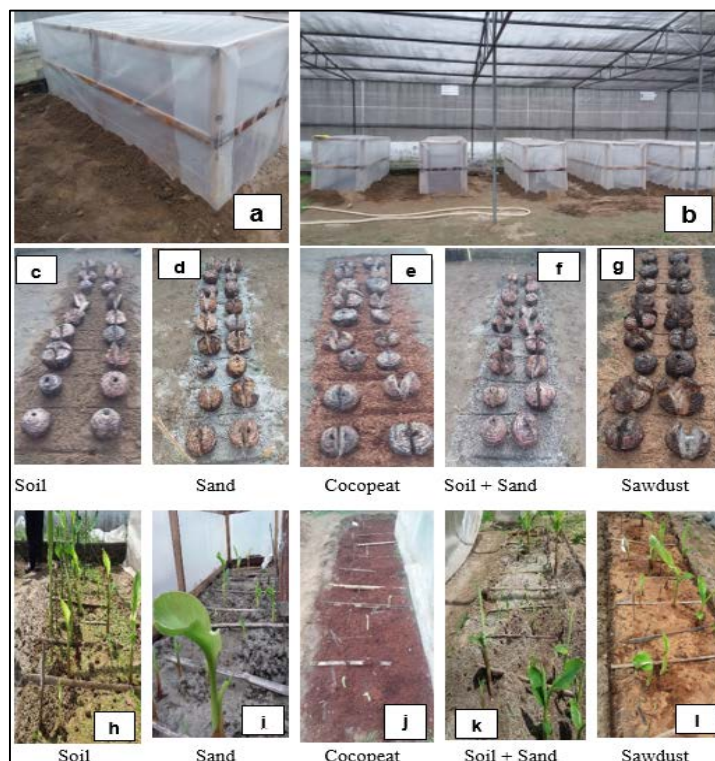 a
b
c
d
e
f
g
Soil Sand Cocopeat Soil + Sand Sawdust
h
i
j
k
l
Soil Sand Cocopeat Soil + Sand Sawdust